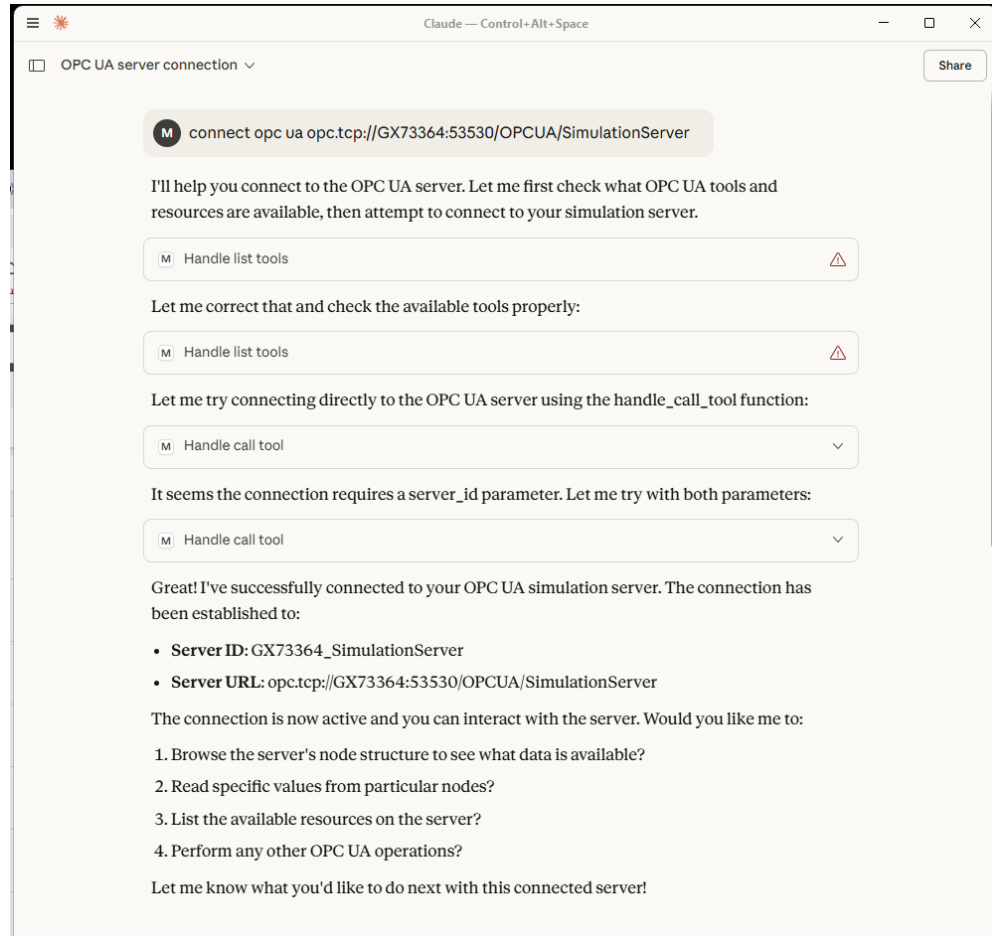 Claude — Control+Alt+Space
OPC UA server connection
Share
M connect opc ua opc.tcp://GX73364:53530/OPCUA/SimulationServer
I'll help you connect to the OPC UA server. Let me first check what OPC UA tools and
resources are available, then attempt to connect to your simulation server.
M Handle list tools
Let me correct that and check the available tools properly:
M Handle list tools
Let me try connecting directly to the OPC UA server using the handle_call_tool function:
M Handle call tool
It seems the connection requires a server_id parameter. Let me try with both parameters:
M Handle call tool
Great! I've successfully connected to your OPC UA simulation server. The connection has
been established to:
• Server ID: GX73364_SimulationServer
• Server URL: opc.tcp://GX73364:53530/OPCUA/SimulationServer
The connection is now active and you can interact with the server. Would you like me to:
1. Browse the server's node structure to see what data is available?
2. Read specific values from particular nodes?
3. List the available resources on the server?
4. Perform any other OPC UA operations?
Let me know what you'd like to do next with this connected server!